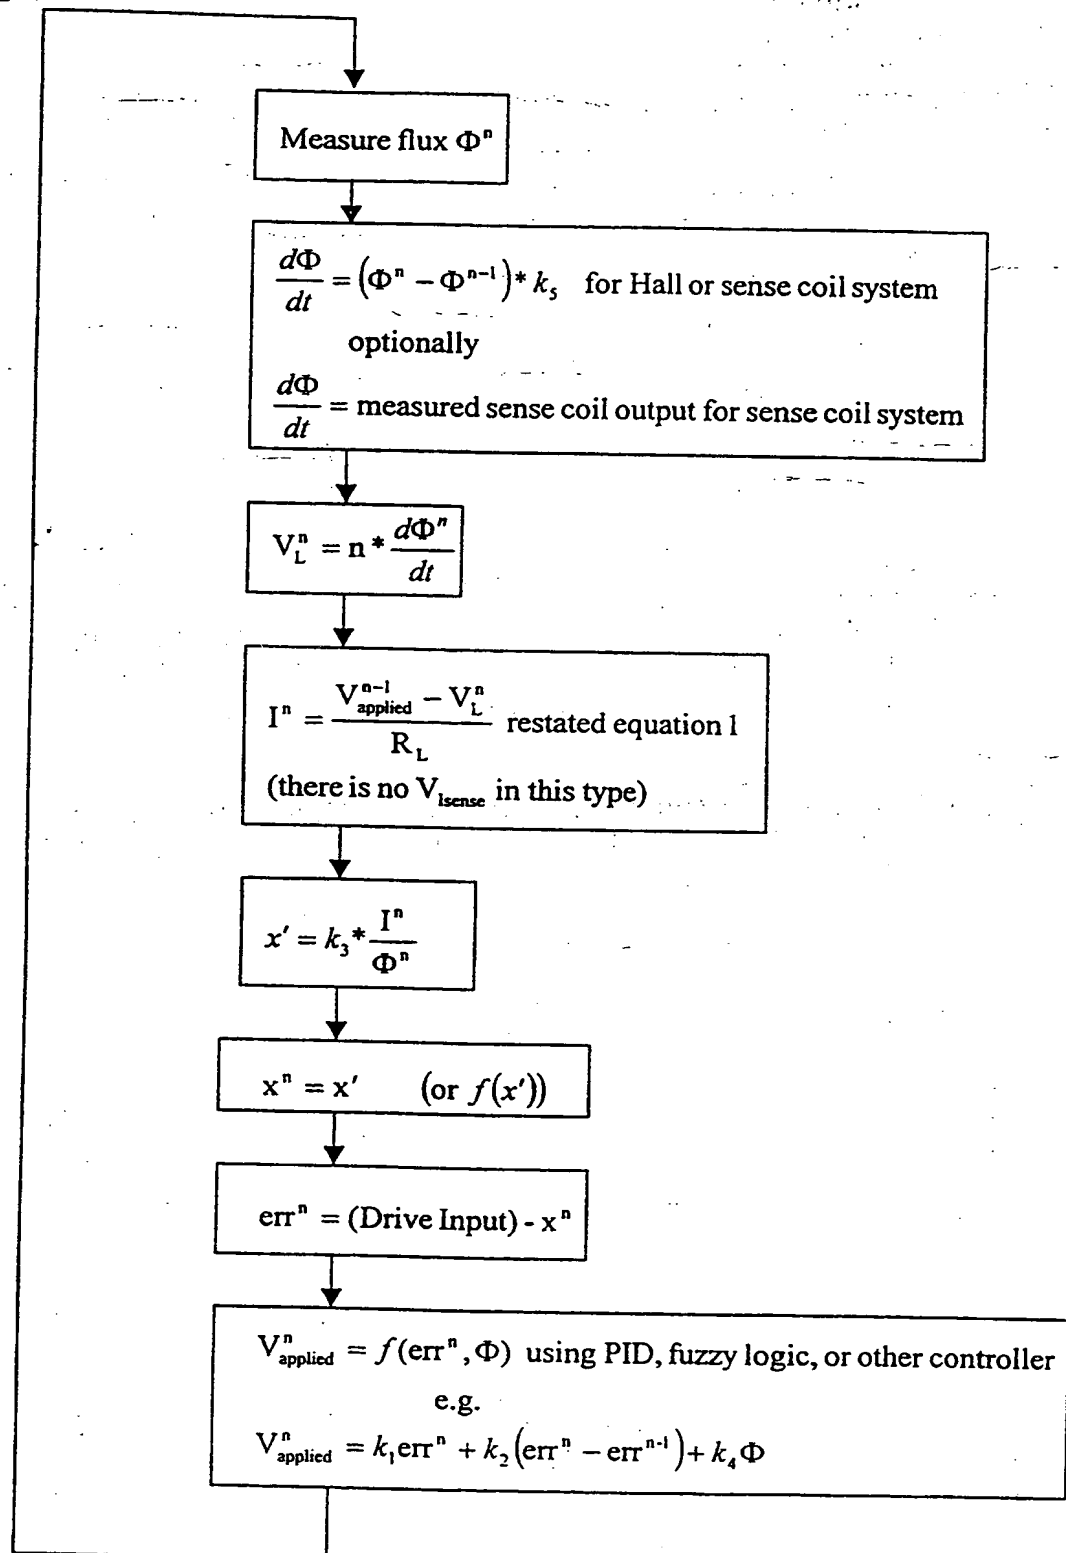 Measure flux Φⁿ
dΦ/dt = (Φⁿ − Φⁿ⁻¹)* k₅ for Hall or sense coil system
optionally
dΦ/dt = measured sense coil output for sense coil system
V_Lⁿ = n * dΦⁿ/dt
Iⁿ = (V_appliedⁿ⁻¹ − V_Lⁿ)/R_L restated equation 1
(there is no V_Isense in this type)
x′ = k₃* Iⁿ/Φⁿ
xⁿ = x′ (or f(x′))
errⁿ = (Drive Input) - xⁿ
V_appliedⁿ = f(errⁿ, Φ) using PID, fuzzy logic, or other controller
e.g.
V_appliedⁿ = k₁errⁿ + k₂(errⁿ − errⁿ⁻¹) + k₄Φ